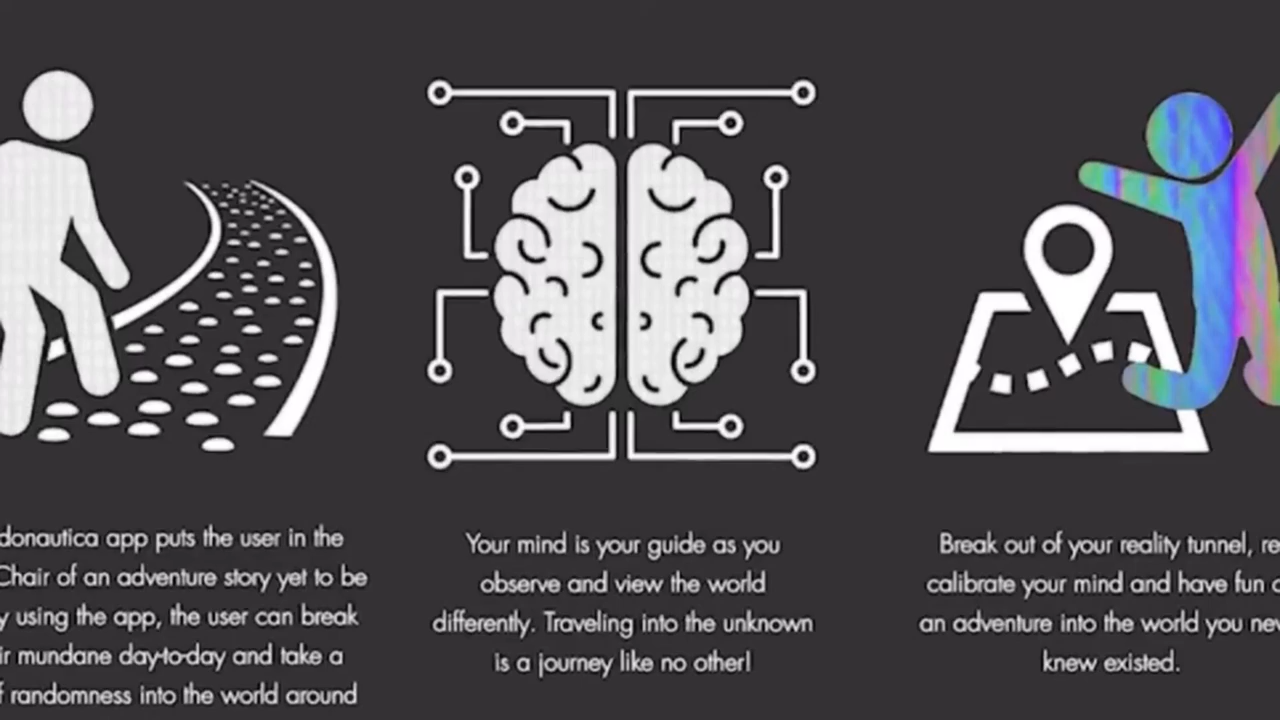 donautica app puts the user in the
Chair of an adventure story yet to be
y using the app, the user can break
ir mundane day-to-day and take a
f randomness into the world around
Your mind is your guide as you
observe and view the world
differently. Traveling into the unknown
is a journey like no other!
Break out of your reality tunnel, re
calibrate your mind and have fun o
an adventure into the world you nev
knew existed.